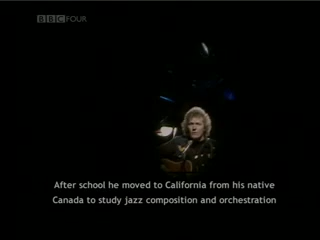 BBC FOUR
After school he moved to California from his native
Canada to study jazz composition and orchestration